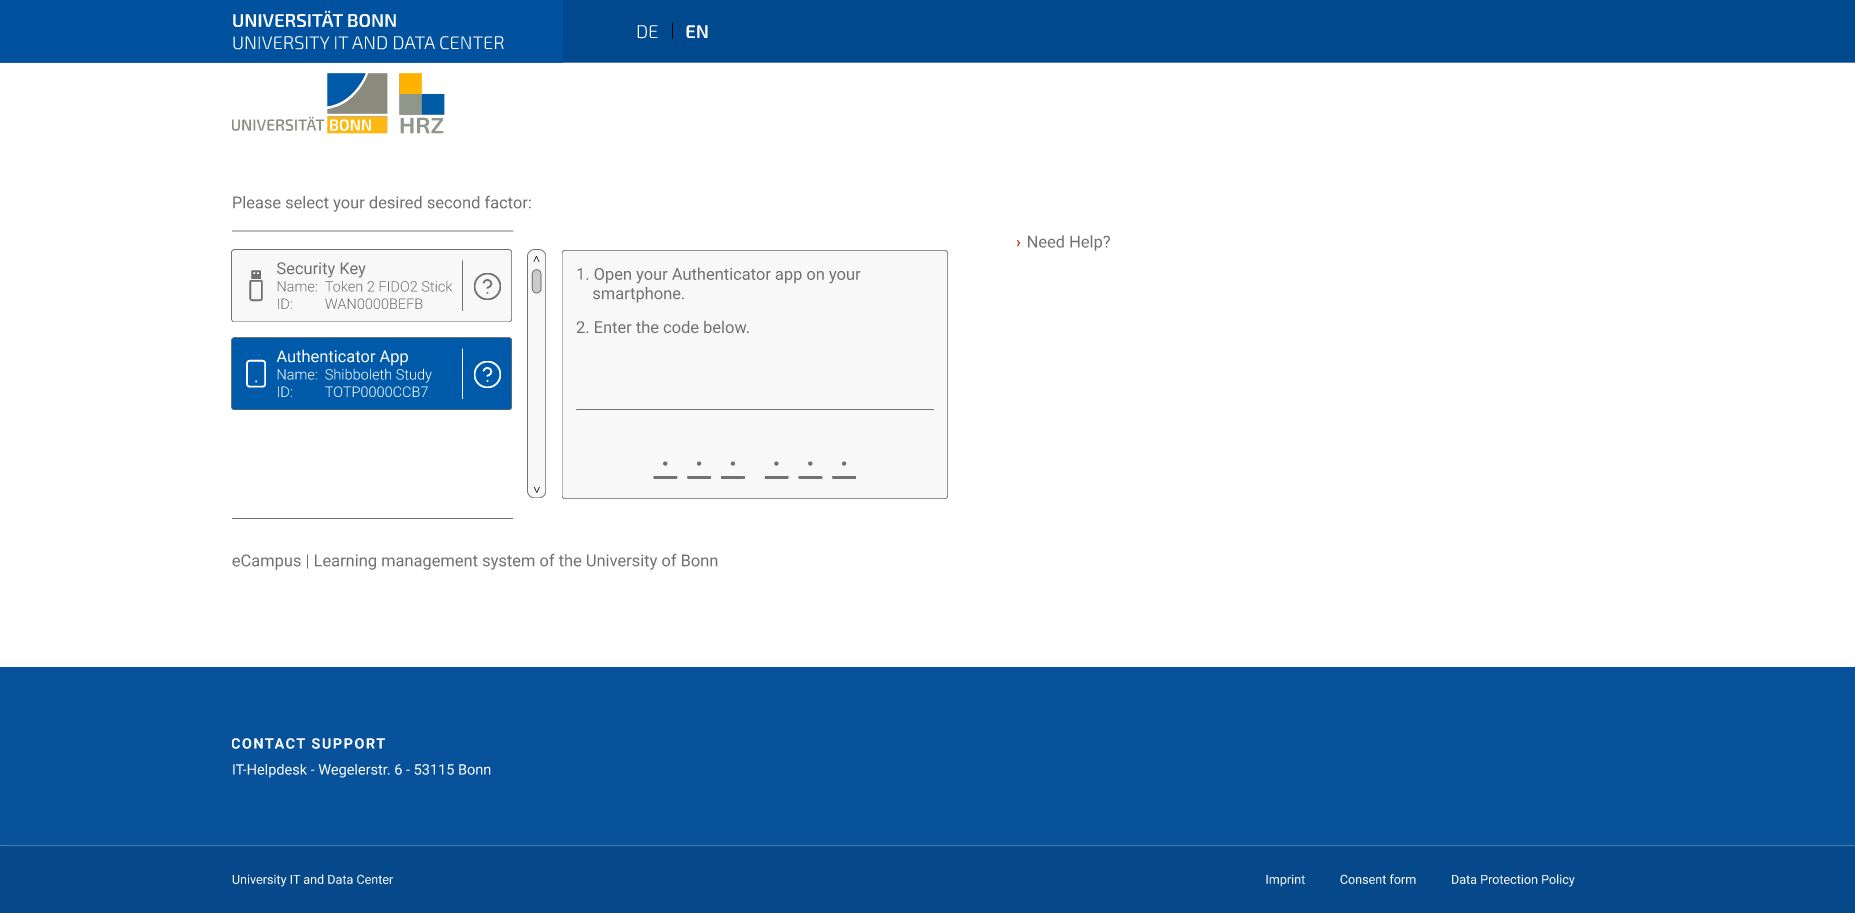 UNIVERSITÄT BONN
UNIVERSITY IT AND DATA CENTER
DE | EN
UNIVERSITÄT BONN HRZ
Please select your desired second factor:
› Need Help?
Security Key
Name: Token 2 FIDO2 Stick
ID: WAN0000BEFB
?
Authenticator App
Name: Shibboleth Study
ID: TOTP0000CCB7
?
1. Open your Authenticator app on your
smartphone.
2. Enter the code below.
eCampus | Learning management system of the University of Bonn
CONTACT SUPPORT
IT-Helpdesk - Wegelerstr. 6 - 53115 Bonn
University IT and Data Center
Imprint Consent form Data Protection Policy